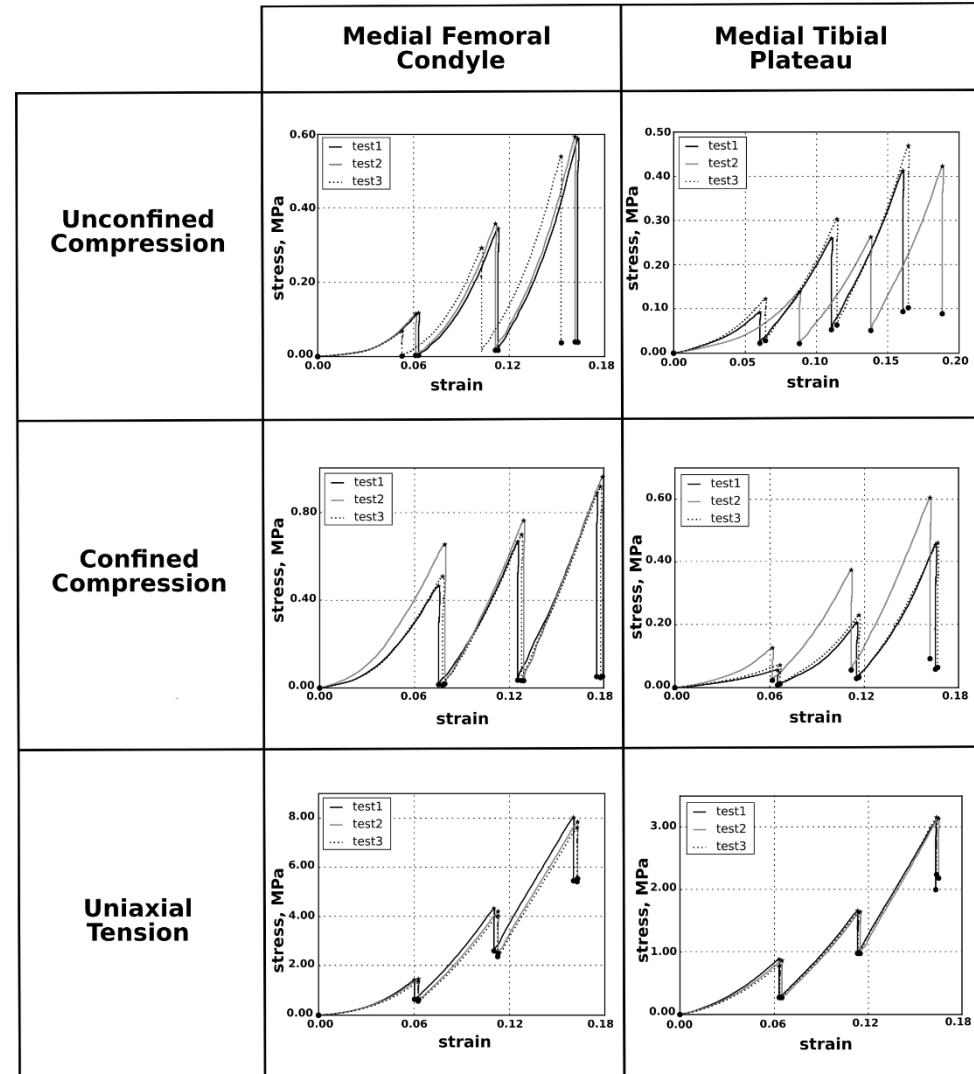 Medial Femoral
Condyle
Medial Tibial
Plateau
Unconfined
Compression
stress, MPa
0.60
0.40
0.20
0.00
test1
test2
test3
0.00
0.06
0.12
0.18
strain
stress, MPa
0.50
0.40
0.30
0.20
0.10
0.00
test1
test2
test3
0.00
0.05
0.10
0.15
0.20
strain
Confined
Compression
stress, MPa
0.80
0.40
0.00
test1
test2
test3
0.00
0.06
0.12
0.18
strain
stress, MPa
0.60
0.40
0.20
0.00
test1
test2
test3
0.00
0.06
0.12
0.18
strain
Uniaxial
Tension
stress, MPa
8.00
6.00
4.00
2.00
0.00
test1
test2
test3
0.00
0.06
0.12
0.18
strain
stress, MPa
3.00
2.00
1.00
0.00
test1
test2
test3
0.00
0.06
0.12
0.18
strain